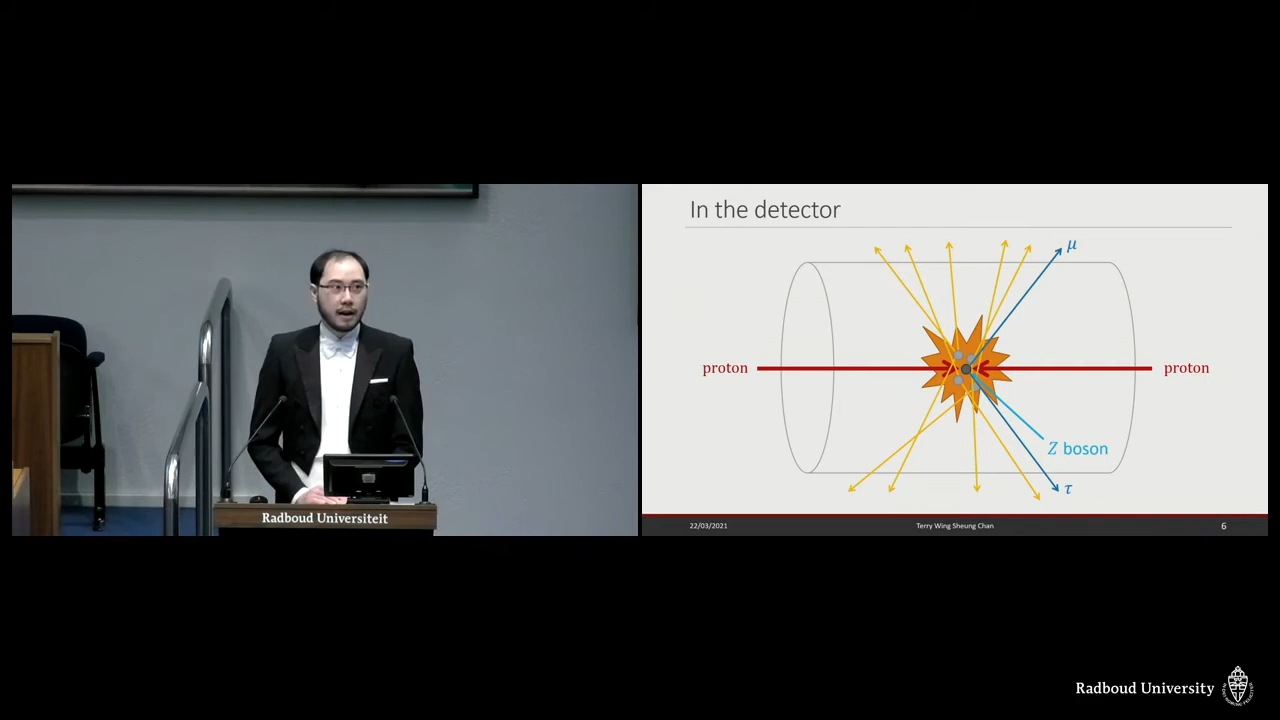 In the detector
μ
proton
proton
Z boson
τ
22/03/2021
Terry Wing Sheung Chan
6
Radboud Universiteit
Radboud University